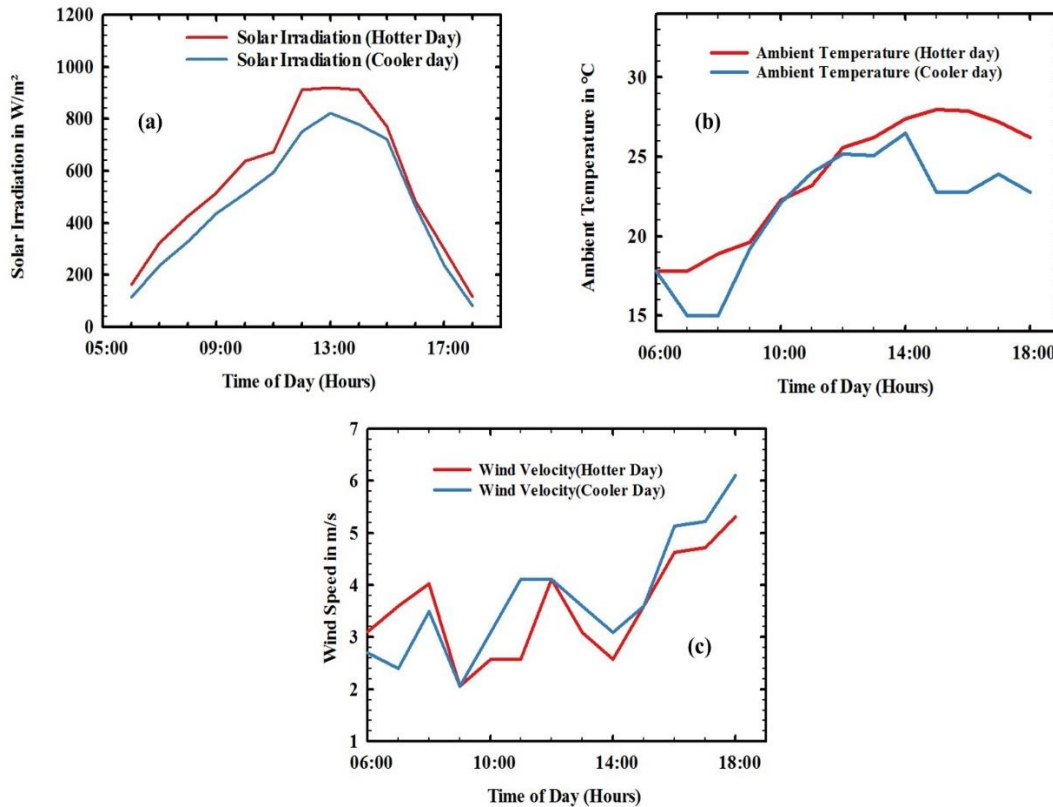 1200
1000
800
600
400
200
0
Solar Irradiation in W/m²
Solar Irradiation (Hotter Day)
Solar Irradiation (Cooler day)
(a)
05:00 09:00 13:00 17:00
Time of Day (Hours)
30
25
20
15
Ambient Temperature in °C
Ambient Temperature (Hotter day)
Ambient Temperature (Cooler day)
(b)
06:00 10:00 14:00 18:00
Time of Day (Hours)
7
6
5
4
3
2
1
Wind Speed in m/s
Wind Velocity(Hotter Day)
Wind Velocity(Cooler Day)
(c)
06:00 10:00 14:00 18:00
Time of Day (Hours)